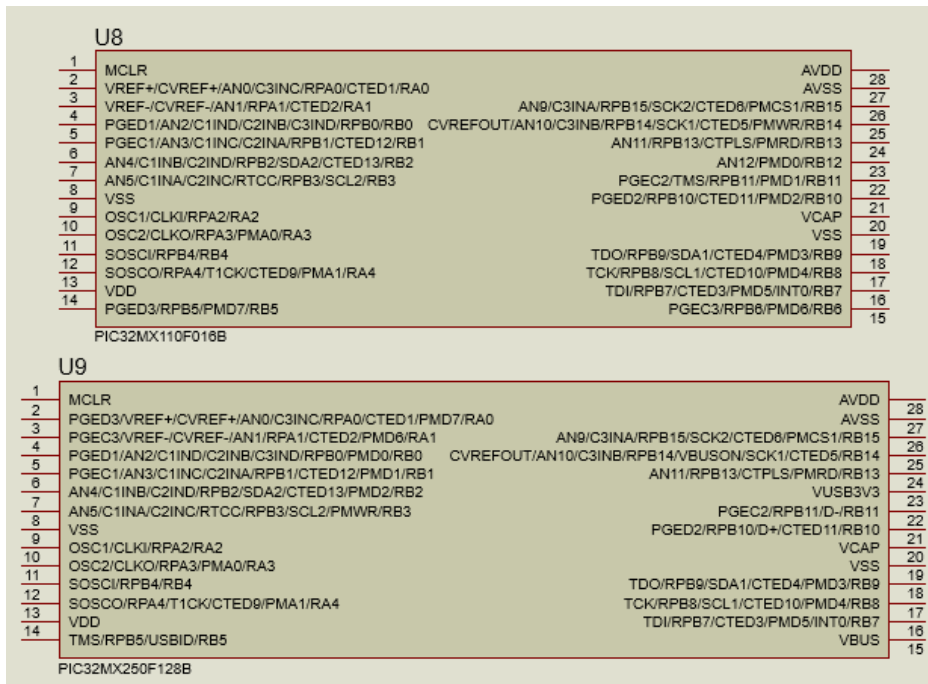 U8
1 MCLR AVDD 28
2 VREF+/CVREF+/AN0/C3INC/RPA0/CTED1/RA0 AVSS 27
3 VREF-/CVREF-/AN1/RPA1/CTED2/RA1 AN9/C3INA/RPB15/SCK2/CTED6/PMCS1/RB15 26
4 PGED1/AN2/C1IND/C2INB/C3IND/RPB0/RB0 CVREFOUT/AN10/C3INB/RPB14/SCK1/CTED5/PMWR/RB14 25
5 PGEC1/AN3/C1INC/C2INA/RPB1/CTED12/RB1 AN11/RPB13/CTPLS/PMRD/RB13 24
6 AN4/C1INB/C2IND/RPB2/SDA2/CTED13/RB2 AN12/PMD0/RB12 23
7 AN5/C1INA/C2INC/RTCC/RPB3/SCL2/RB3 PGEC2/TMS/RPB11/PMD1/RB11 22
8 VSS PGED2/RPB10/CTED11/PMD2/RB10 21
9 OSC1/CLKI/RPA2/RA2 VCAP 20
10 OSC2/CLKO/RPA3/PMA0/RA3 VSS 19
11 SOSCI/RPB4/RB4 TDO/RPB9/SDA1/CTED4/PMD3/RB9 18
12 SOSCO/RPA4/T1CK/CTED9/PMA1/RA4 TCK/RPB8/SCL1/CTED10/PMD4/RB8 17
13 VDD TDI/RPB7/CTED3/PMD5/INT0/RB7 16
14 PGED3/RPB5/PMD7/RB5 PGEC3/RPB6/PMD6/RB6 15
PIC32MX110F016B
U9
1 MCLR AVDD 28
2 PGED3/VREF+/CVREF+/AN0/C3INC/RPA0/CTED1/PMD7/RA0 AVSS 27
3 PGEC3/VREF-/CVREF-/AN1/RPA1/CTED2/PMD6/RA1 AN9/C3INA/RPB15/SCK2/CTED6/PMCS1/RB15 26
4 PGED1/AN2/C1IND/C2INB/C3IND/RPB0/PMD0/RB0 CVREFOUT/AN10/C3INB/RPB14/VBUSON/SCK1/CTED5/RB14 25
5 PGEC1/AN3/C1INC/C2INA/RPB1/CTED12/PMD1/RB1 AN11/RPB13/CTPLS/PMRD/RB13 24
6 AN4/C1INB/C2IND/RPB2/SDA2/CTED13/PMD2/RB2 VUSB3V3 23
7 AN5/C1INA/C2INC/RTCC/RPB3/SCL2/PMWR/RB3 PGEC2/RPB11/D-/RB11 22
8 VSS PGED2/RPB10/D+/CTED11/RB10 21
9 OSC1/CLKI/RPA2/RA2 VCAP 20
10 OSC2/CLKO/RPA3/PMA0/RA3 VSS 19
11 SOSCI/RPB4/RB4 TDO/RPB9/SDA1/CTED4/PMD3/RB9 18
12 SOSCO/RPA4/T1CK/CTED9/PMA1/RA4 TCK/RPB8/SCL1/CTED10/PMD4/RB8 17
13 VDD TDI/RPB7/CTED3/PMD5/INT0/RB7 16
14 TMS/RPB5/USBID/RB5 VBUS 15
PIC32MX250F128B